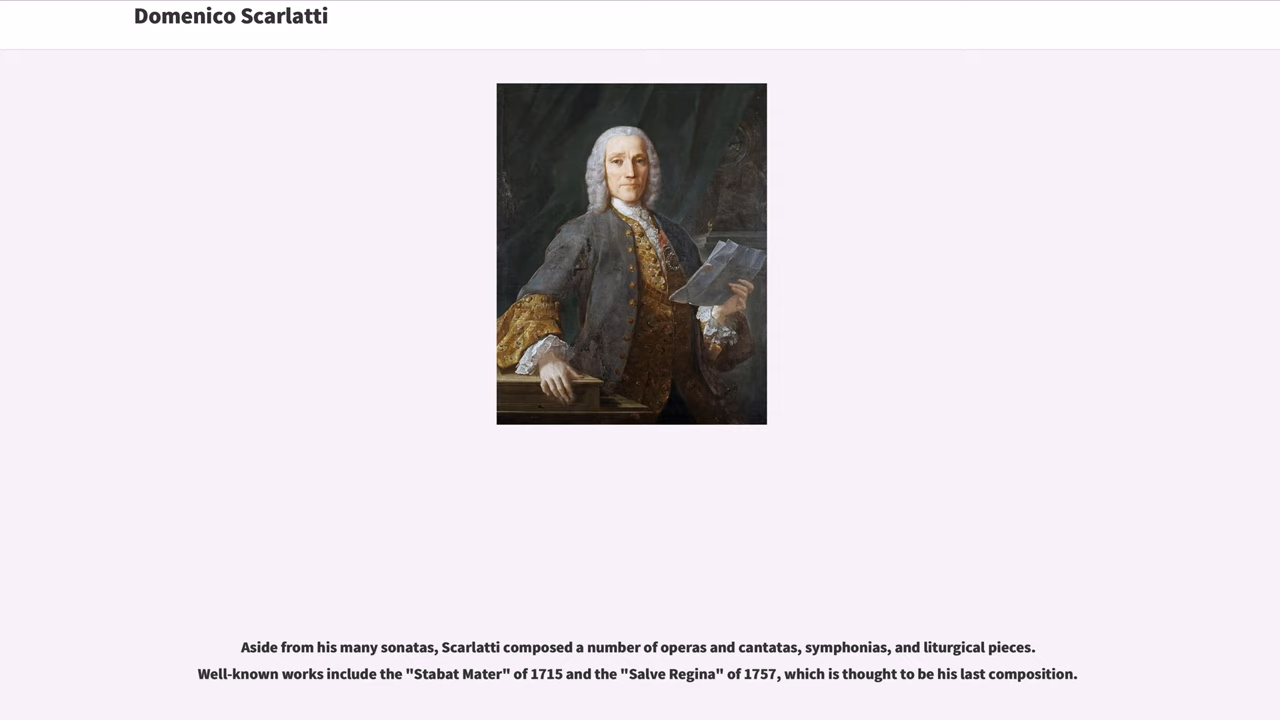 Domenico Scarlatti
Aside from his many sonatas, Scarlatti composed a number of operas and cantatas, symphonias, and liturgical pieces.
Well-known works include the "Stabat Mater" of 1715 and the "Salve Regina" of 1757, which is thought to be his last composition.